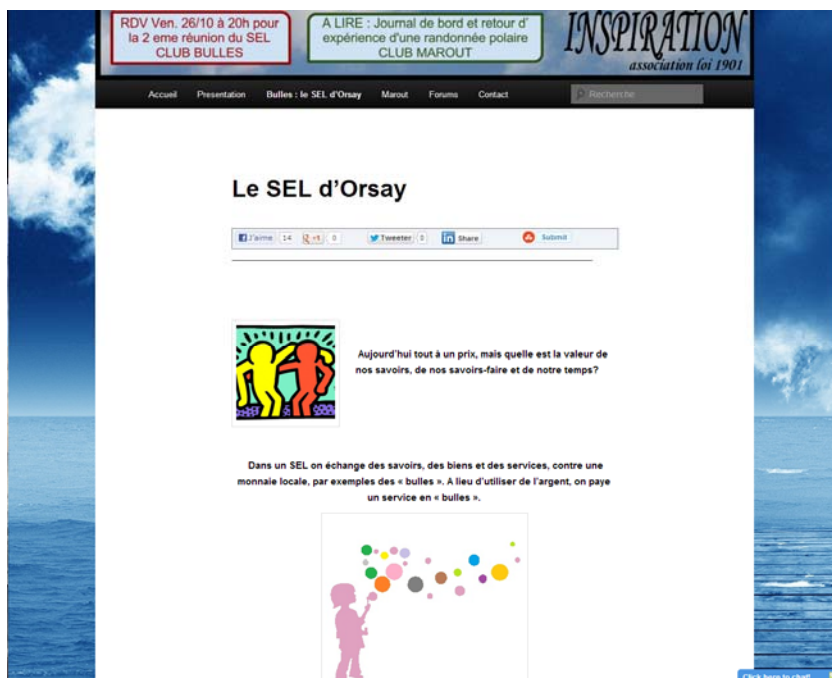 RDV Ven. 26/10 à 20h pour
la 2 eme réunion du SEL
CLUB BULLES
A LIRE : Journal de bord et retour d'
expérience d'une randonnée polaire
CLUB MAROUT
INSPIRATION
association loi 1901
Accueil Presentation Bulles : le SEL d'Orsay Marout Forums Contact Recherche
Le SEL d'Orsay
J'aime 14 +1 0 Tweeter 0 in Share Submit
Aujourd'hui tout à un prix, mais quelle est la valeur de
nos savoirs, de nos savoirs-faire et de notre temps?
Dans un SEL on échange des savoirs, des biens et des services, contre une
monnaie locale, par exemples des « bulles ». A lieu d'utiliser de l'argent, on paye
un service en « bulles ».
Click here to chat!